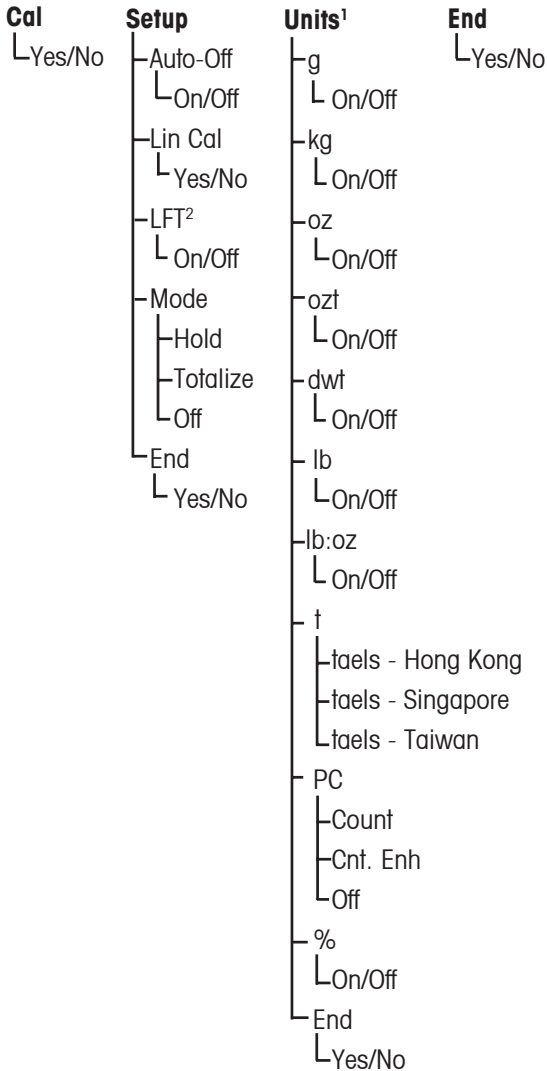 Cal
Yes/No
Setup
Auto-Off
On/Off
Lin Cal
Yes/No
LFT²
On/Off
Mode
Hold
Totalize
Off
End
Yes/No
Units¹
g
On/Off
kg
On/Off
oz
On/Off
ozt
On/Off
dwt
On/Off
lb
On/Off
lb:oz
On/Off
t
taels - Hong Kong
taels - Singapore
taels - Taiwan
PC
Count
Cnt. Enh
Off
%
On/Off
End
Yes/No
End
Yes/No